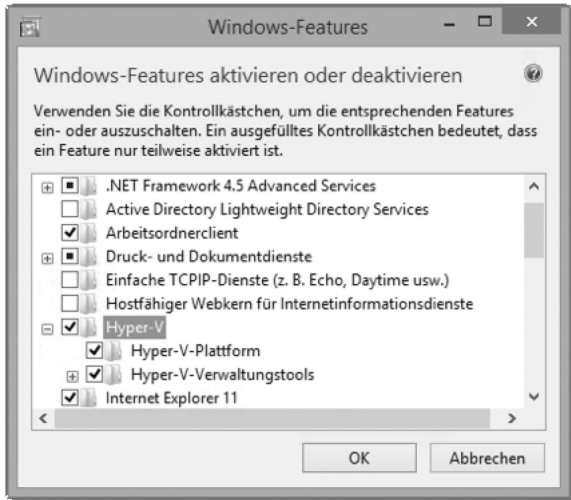 Windows-Features
Windows-Features aktivieren oder deaktivieren
Verwenden Sie die Kontrollkästchen, um die entsprechenden Features
ein- oder auszuschalten. Ein ausgefülltes Kontrollkästchen bedeutet, dass
ein Feature nur teilweise aktiviert ist.
.NET Framework 4.5 Advanced Services
Active Directory Lightweight Directory Services
Arbeitsordnerclient
Druck- und Dokumentdienste
Einfache TCPIP-Dienste (z. B. Echo, Daytime usw.)
Hostfähiger Webkern für Internetinformationsdienste
Hyper-V
Hyper-V-Plattform
Hyper-V-Verwaltungstools
Internet Explorer 11
OK
Abbrechen